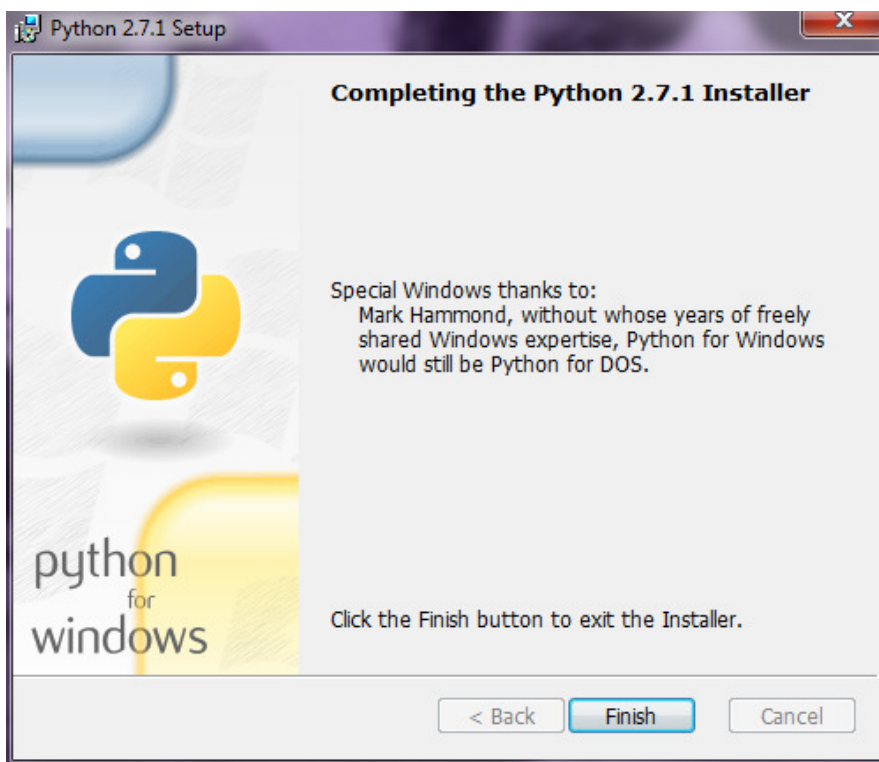 Python 2.7.1 Setup
Completing the Python 2.7.1 Installer
Special Windows thanks to:
Mark Hammond, without whose years of freely
shared Windows expertise, Python for Windows
would still be Python for DOS.
python
for
windows
Click the Finish button to exit the Installer.
< Back
Finish
Cancel